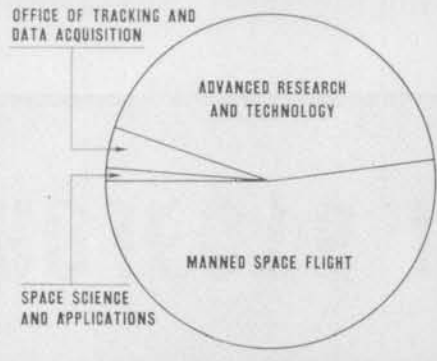 OFFICE OF TRACKING AND
DATA ACQUISITION
ADVANCED RESEARCH
AND TECHNOLOGY
MANNED SPACE FLIGHT
SPACE SCIENCE
AND APPLICATIONS